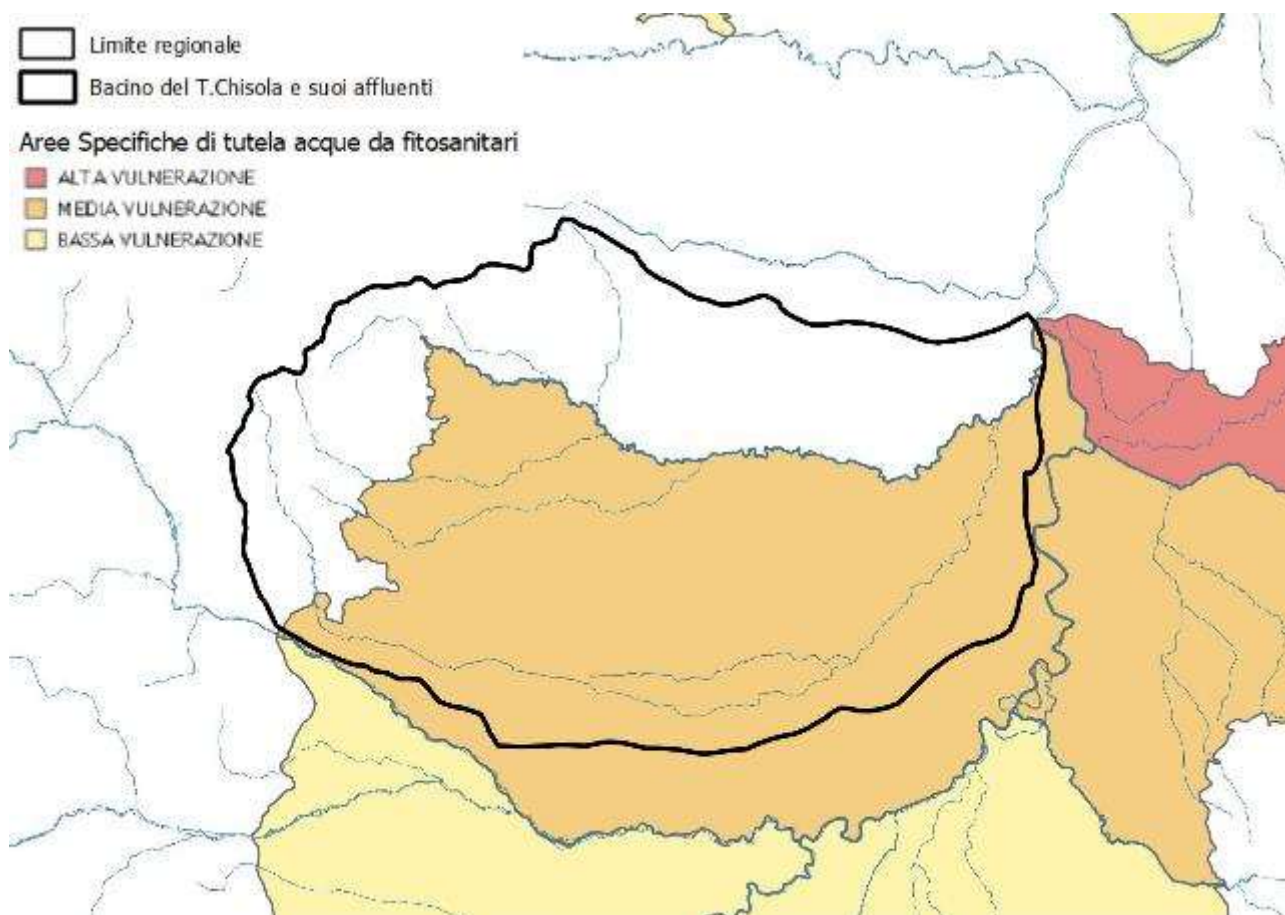 Limite regionale
Bacino del T.Chisola e suoi affluenti
Aree Specifiche di tutela acque da fitosanitari
ALTA VULNERAZIONE
MEDIA VULNERAZIONE
BASSA VULNERAZIONE